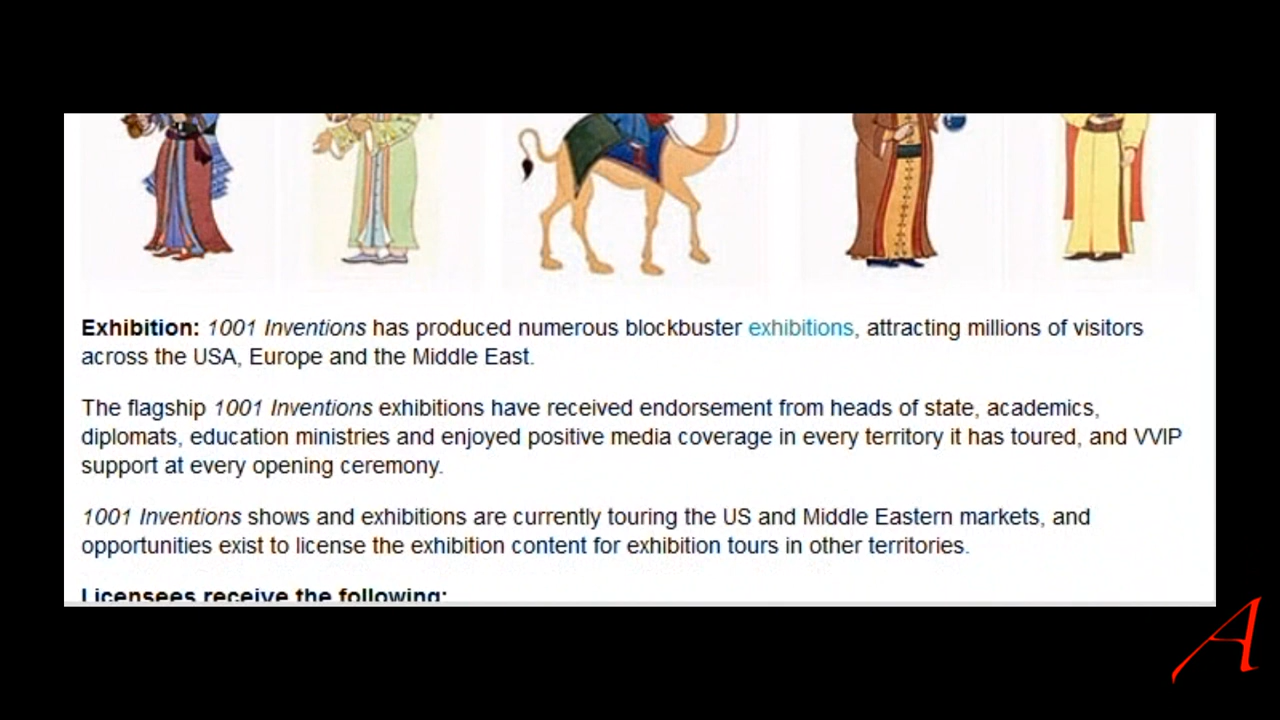 Exhibition: 1001 Inventions has produced numerous blockbuster exhibitions, attracting millions of visitors
across the USA, Europe and the Middle East.
The flagship 1001 Inventions exhibitions have received endorsement from heads of state, academics,
diplomats, education ministries and enjoyed positive media coverage in every territory it has toured, and VVIP
support at every opening ceremony.
1001 Inventions shows and exhibitions are currently touring the US and Middle Eastern markets, and
opportunities exist to license the exhibition content for exhibition tours in other territories.
Licensees receive the following:
A